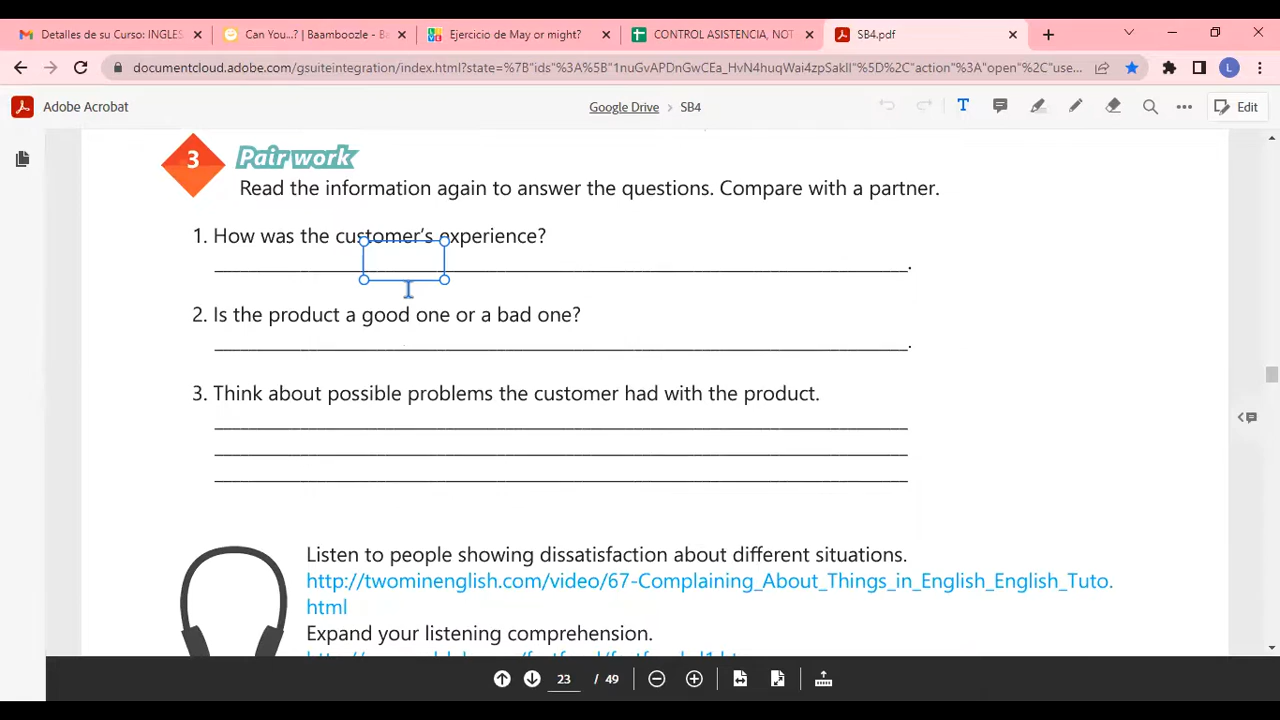 Detalles de su Curso: INGLES
Can You...? | Baamboozle - B
Ejercicio de May or might?
CONTROL ASISTENCIA, NOT
SB4.pdf
documentcloud.adobe.com/gsuiteintegration/index.html?state=%7B"ids"%3A%5B"1nuGvAPDnGwCEa_HvN4huqWai4zpSakIl"%5D%2C"action"%3A"open"%2C"use...
L
Adobe Acrobat
Google Drive > SB4
T
Edit
3
Pair work
Read the information again to answer the questions. Compare with a partner.
1. How was the customer's experience?
2. Is the product a good one or a bad one?
3. Think about possible problems the customer had with the product.
Listen to people showing dissatisfaction about different situations.
http://twominenglish.com/video/67-Complaining_About_Things_in_English_English_Tuto.
html
Expand your listening comprehension.
23 / 49